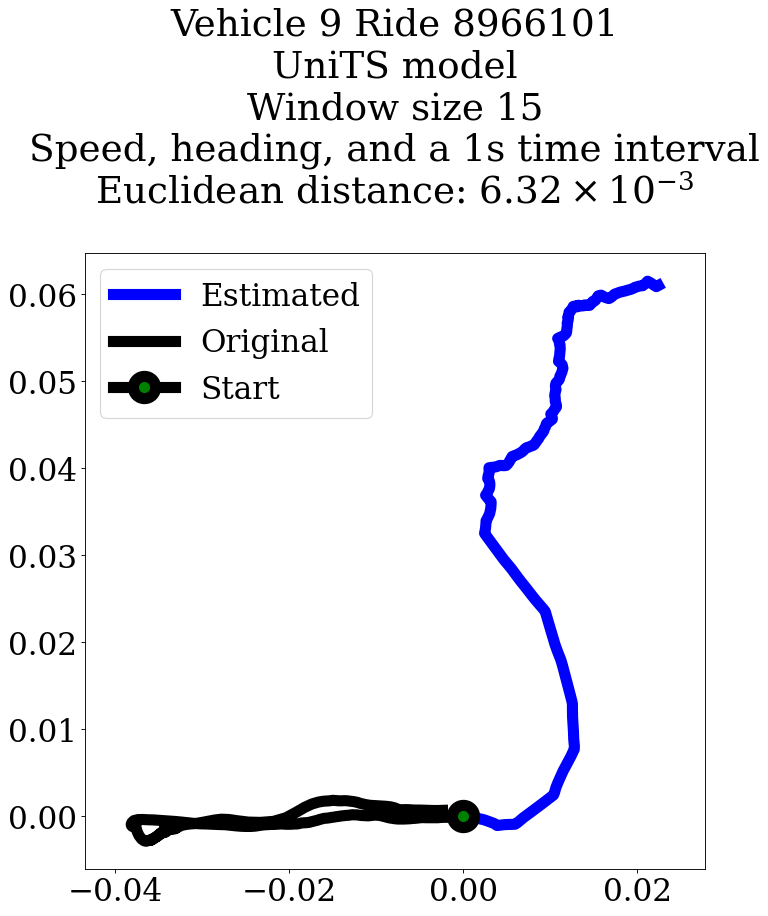 Vehicle 9 Ride 8966101
UniTS model
Window size 15
Speed, heading, and a 1s time interval
Euclidean distance: 6.32 × 10⁻³
Estimated
Original
Start
0.06
0.05
0.04
0.03
0.02
0.01
0.00
−0.04 −0.02 0.00 0.02